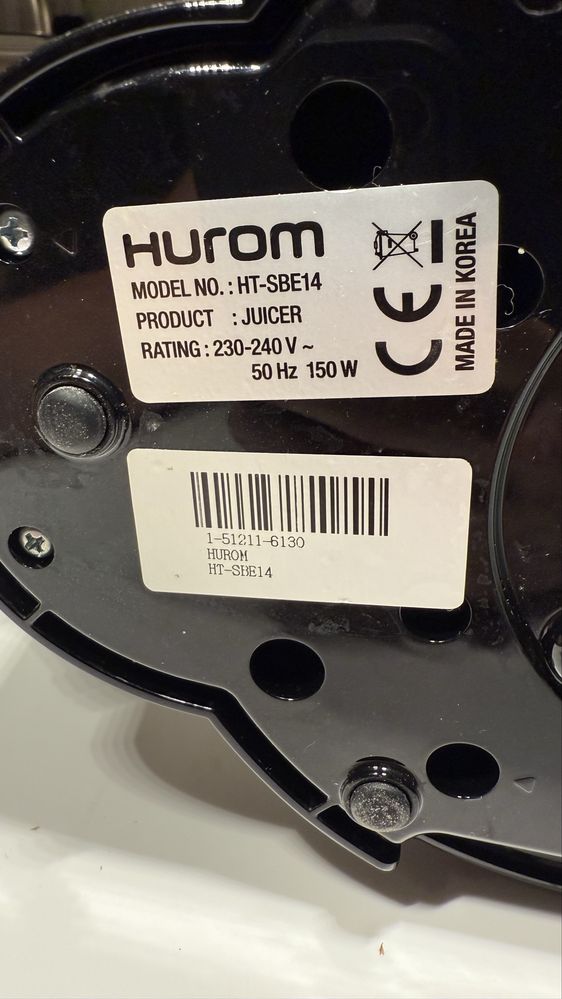 Hurom
MODEL NO. : HT-SBE14
PRODUCT : JUICER
RATING : 230-240 V ~
50 Hz 150 W
CE
MADE IN KOREA
1-51211-6130
HUROM
HT-SBE14